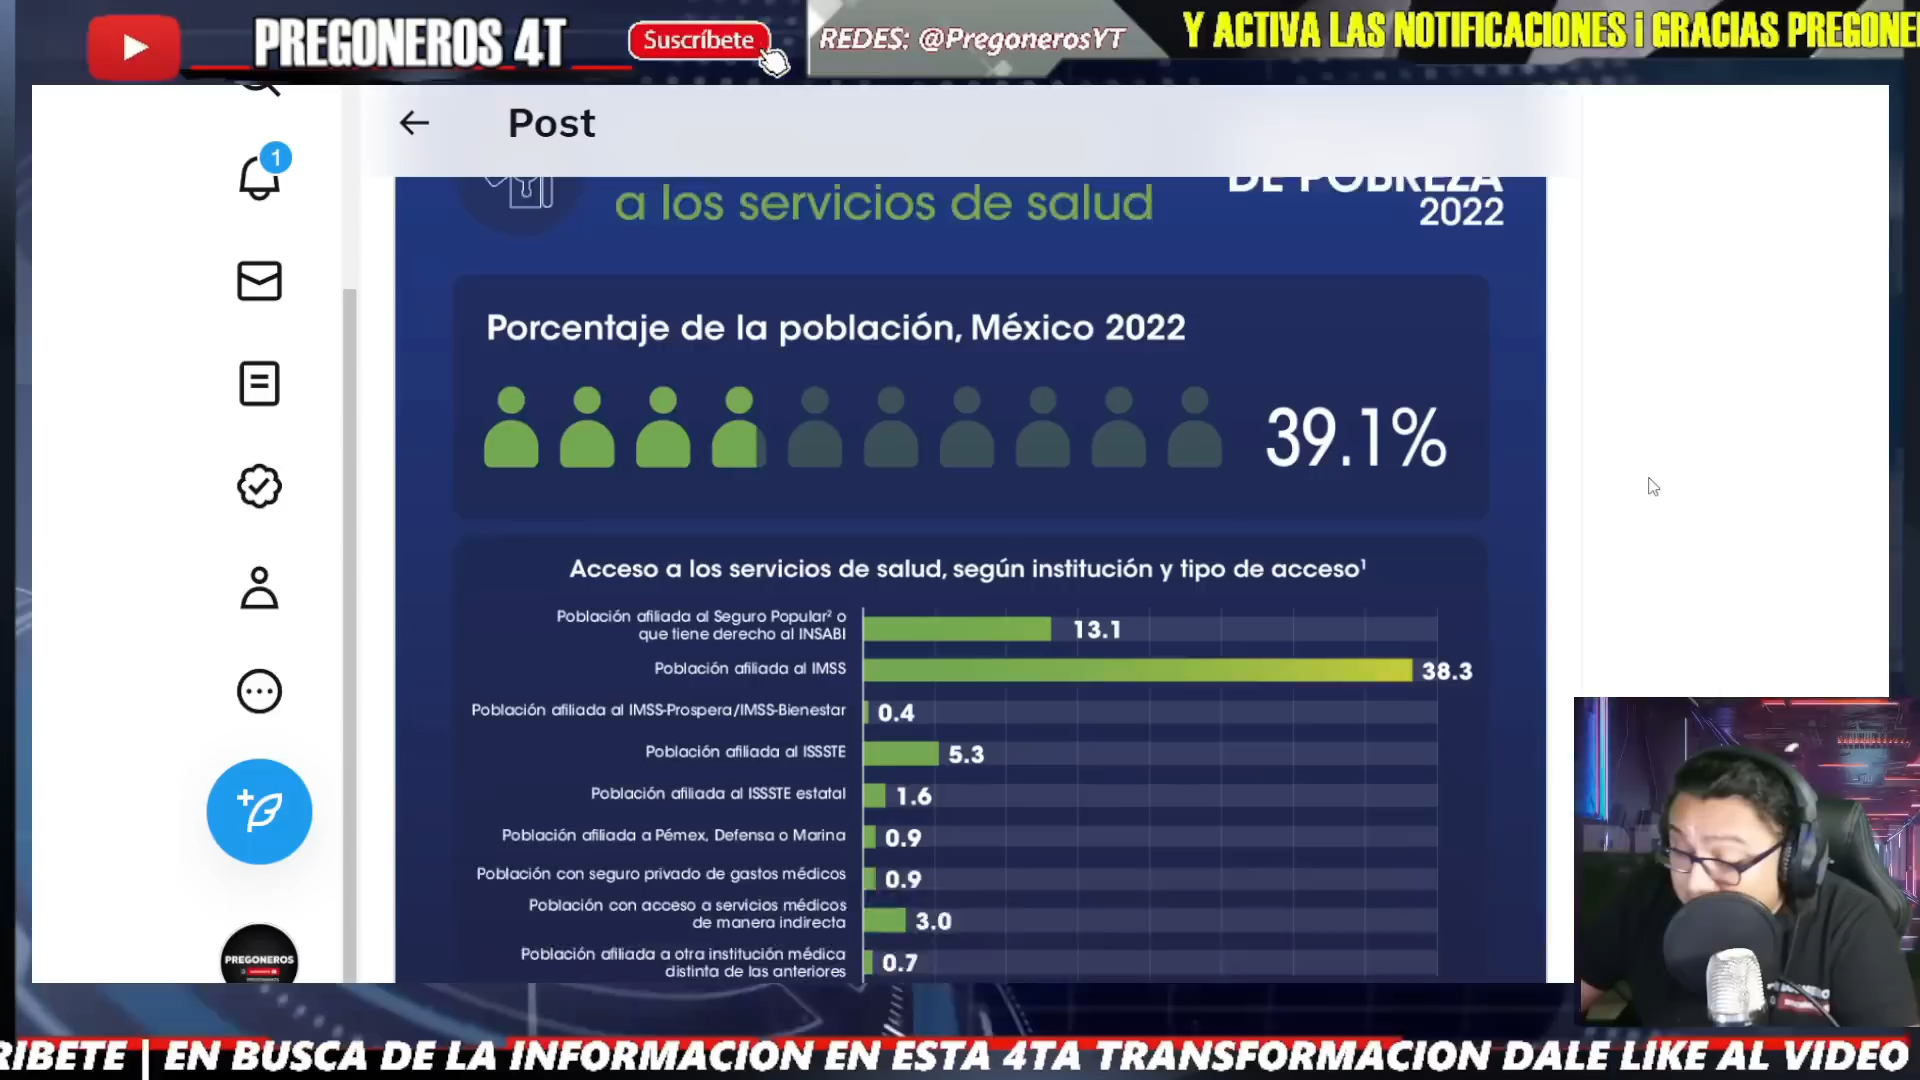 PREGONEROS 4T
Suscríbete
REDES: @PregonerosYT
Y ACTIVA LAS NOTIFICACIONES ¡ GRACIAS PREGONE
1
Post
a los servicios de salud
DE POBREZA
2022
Porcentaje de la población, México 2022
39.1%
Acceso a los servicios de salud, según institución y tipo de acceso¹
Población afiliada al Seguro Popular² o
que tiene derecho al INSABI
13.1
Población afiliada al IMSS
38.3
Población afiliada al IMSS-Prospera/IMSS-Bienestar
0.4
Población afiliada al ISSSTE
5.3
Población afiliada al ISSSTE estatal
1.6
Población afiliada a Pémex, Defensa o Marina
0.9
Población con seguro privado de gastos médicos
0.9
Población con acceso a servicios médicos
de manera indirecta
3.0
Población afiliada a otra institución médica
distinta de las anteriores
0.7
PREGONEROS
RIBETE | EN BUSCA DE LA INFORMACION EN ESTA 4TA TRANSFORMACION DALE LIKE AL VIDEO